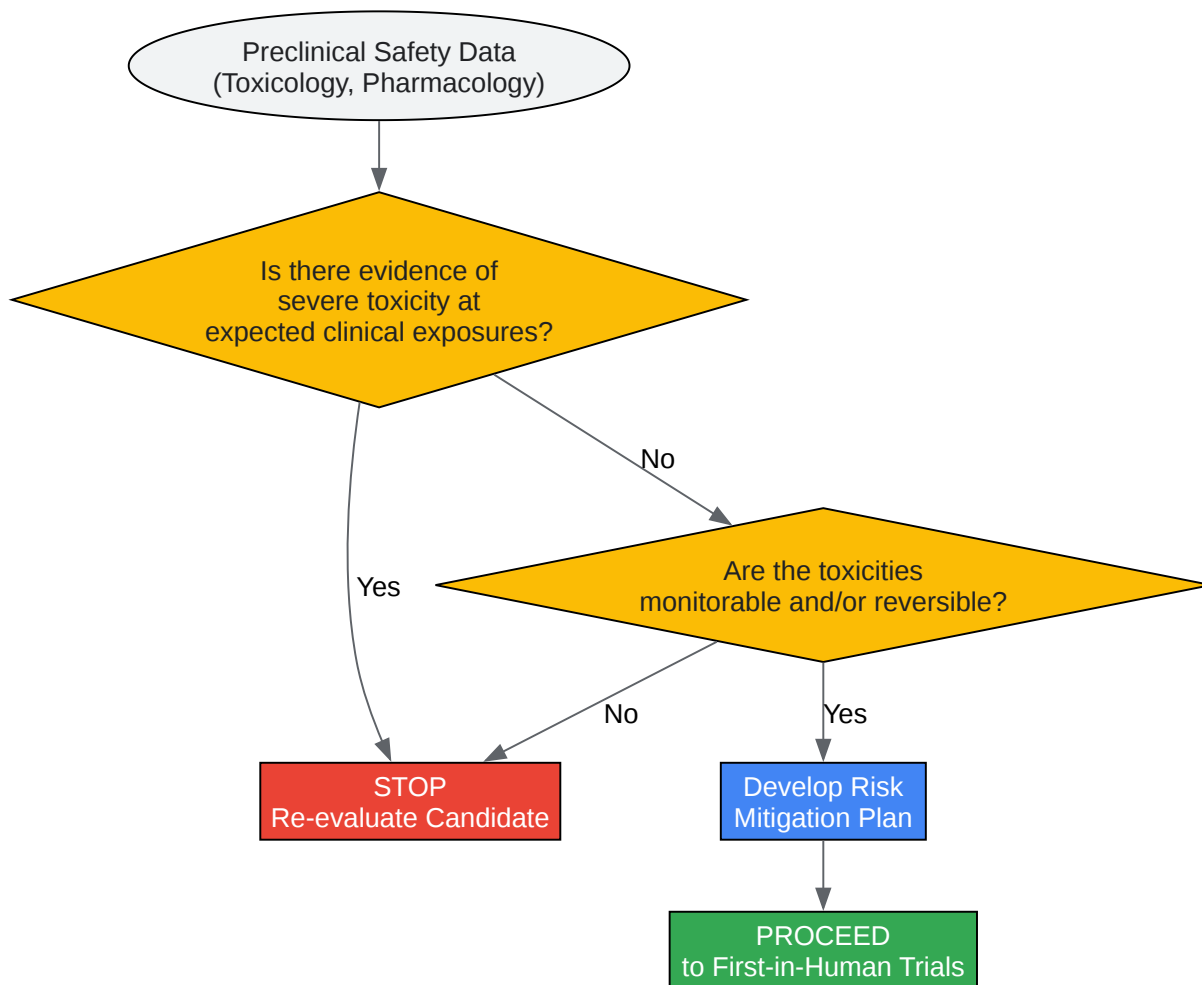 Preclinical Safety Data
(Toxicology, Pharmacology)
Is there evidence of
severe toxicity at
expected clinical exposures?
No
Yes
Are the toxicities
monitorable and/or reversible?
No
Yes
STOP
Re-evaluate Candidate
Develop Risk
Mitigation Plan
PROCEED
to First-in-Human Trials